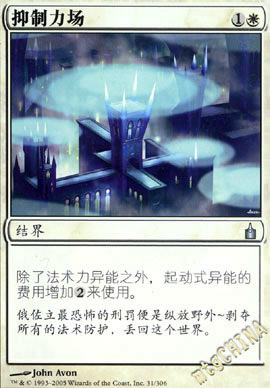 抑制力场 1
结界
除了法术力异能之外，起动式异能的
费用增加2来使用。
俄佐立最恐怖的刑罚便是纵放野外~剥夺
所有的法术防护，丢回这个世界。
John Avon
™ & © 1993-2005 Wizards of the Coast, Inc. 31/306
PTSCHINA